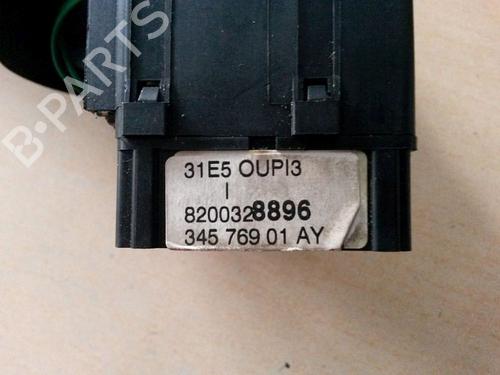 B-PARTS
31E5 OUPI3
I
8200328896
345 769 01 AY